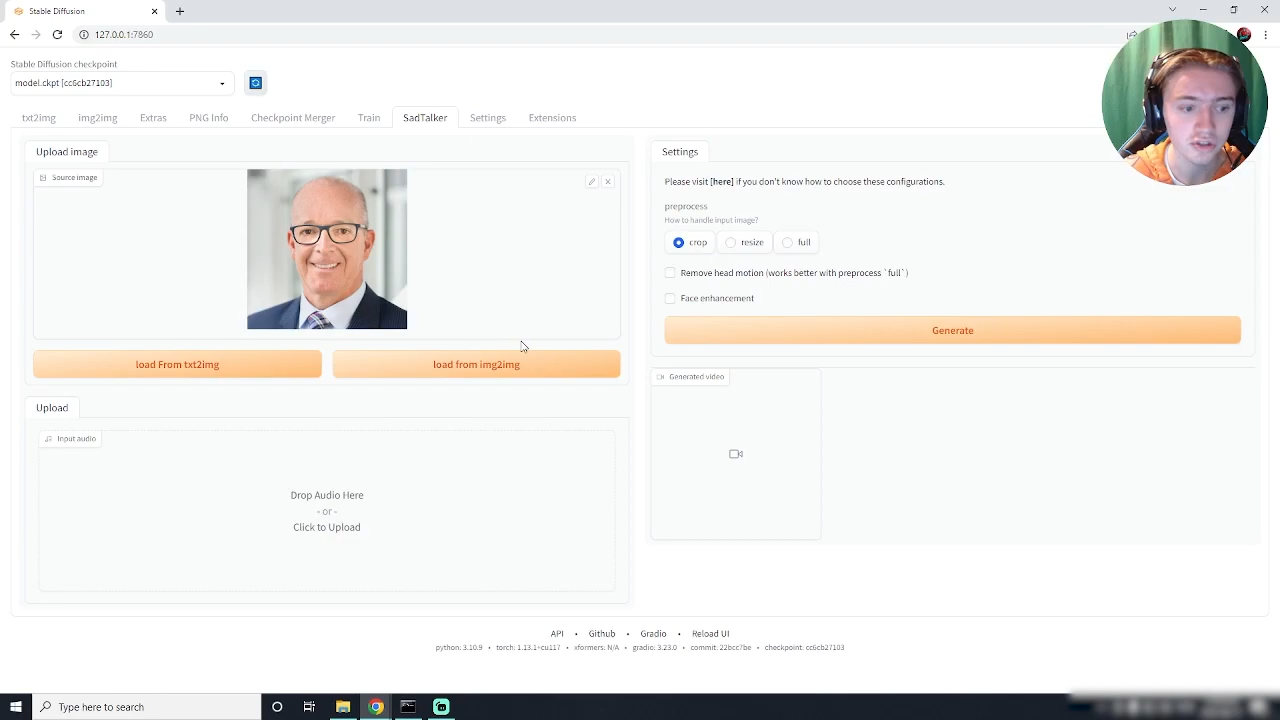 Stable Diffusion
127.0.0.1:7860
Stable Diffusion checkpoint
model.ckpt [cc6cb27103]
txt2img
img2img
Extras
PNG Info
Checkpoint Merger
Train
SadTalker
Settings
Extensions
Upload image
Source image
load From txt2img
load from img2img
Upload
Input audio
Drop Audio Here
- or -
Click to Upload
Settings
Please visit [here] if you don't know how to choose these configurations.
preprocess
How to handle input image?
crop
resize
full
Remove head motion (works better with preprocess `full`)
Face enhancement
Generate
Generated video
API • Github • Gradio • Reload UI
python: 3.10.9 • torch: 1.13.1+cu117 • xformers: N/A • gradio: 3.23.0 • commit: 22bcc7be • checkpoint: cc6cb27103
Type here to search